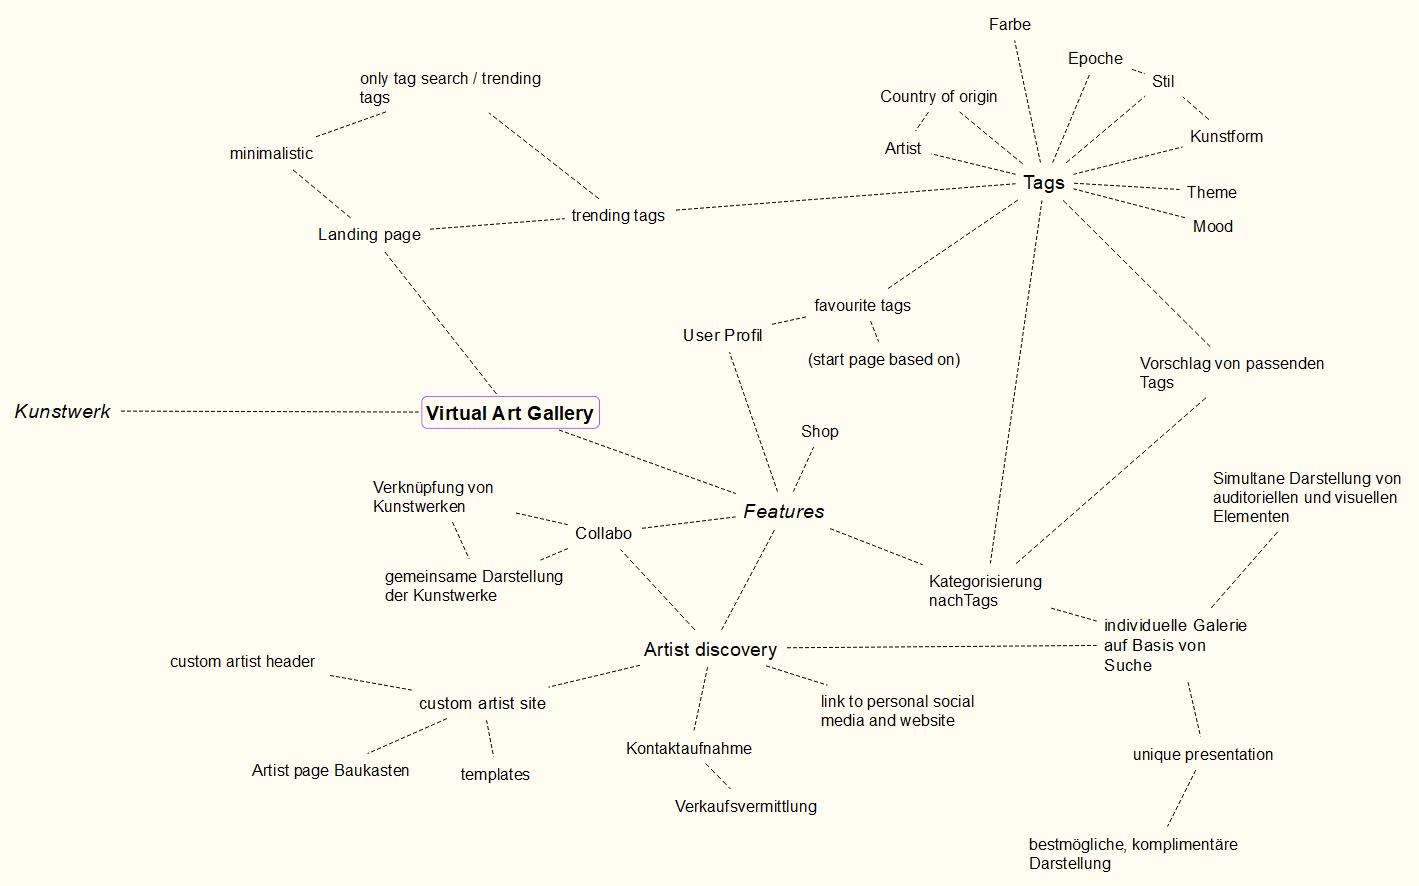 Farbe
Epoche
only tag search / trending
tags
Stil
Country of origin
Kunstform
Artist
minimalistic
Tags
Theme
trending tags
Mood
Landing page
favourite tags
User Profil
(start page based on)
Vorschlag von passenden
Tags
Kunstwerk
Virtual Art Gallery
Shop
Simultane Darstellung von
auditoriellen und visuellen
Elementen
Verknüpfung von
Kunstwerken
Features
Collabo
gemeinsame Darstellung
der Kunstwerke
Kategorisierung
nachTags
individuelle Galerie
auf Basis von
Suche
Artist discovery
custom artist header
custom artist site
link to personal social
media and website
Kontaktaufnahme
unique presentation
Artist page Baukasten
templates
Verkaufsvermittlung
bestmögliche, komplimentäre
Darstellung